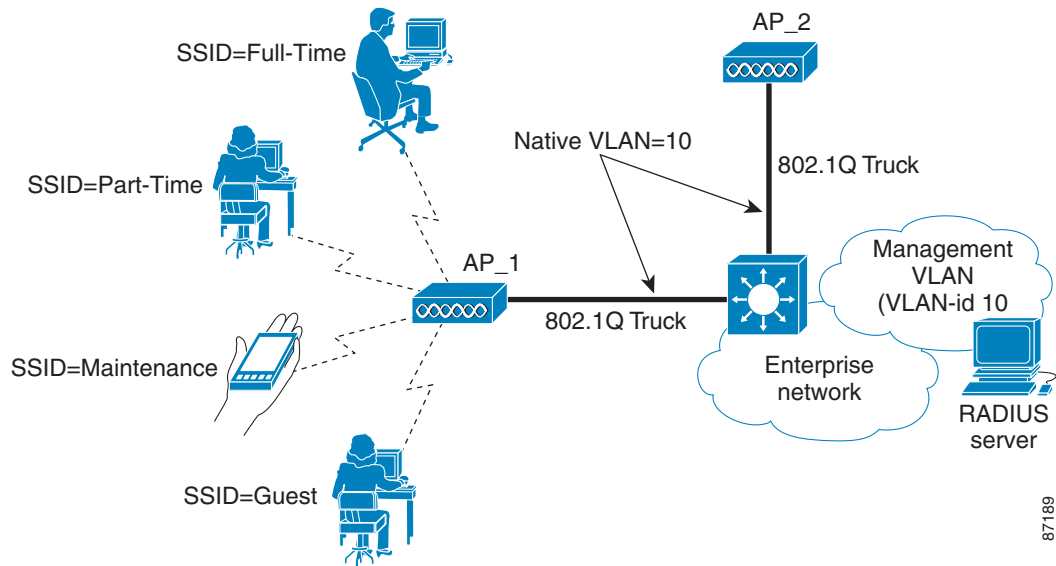 SSID=Full-Time
AP_2
Native VLAN=10
SSID=Part-Time
802.1Q Truck
AP_1
Management
VLAN
(VLAN-id 10
802.1Q Truck
SSID=Maintenance
Enterprise
network
RADIUS
server
SSID=Guest
87189